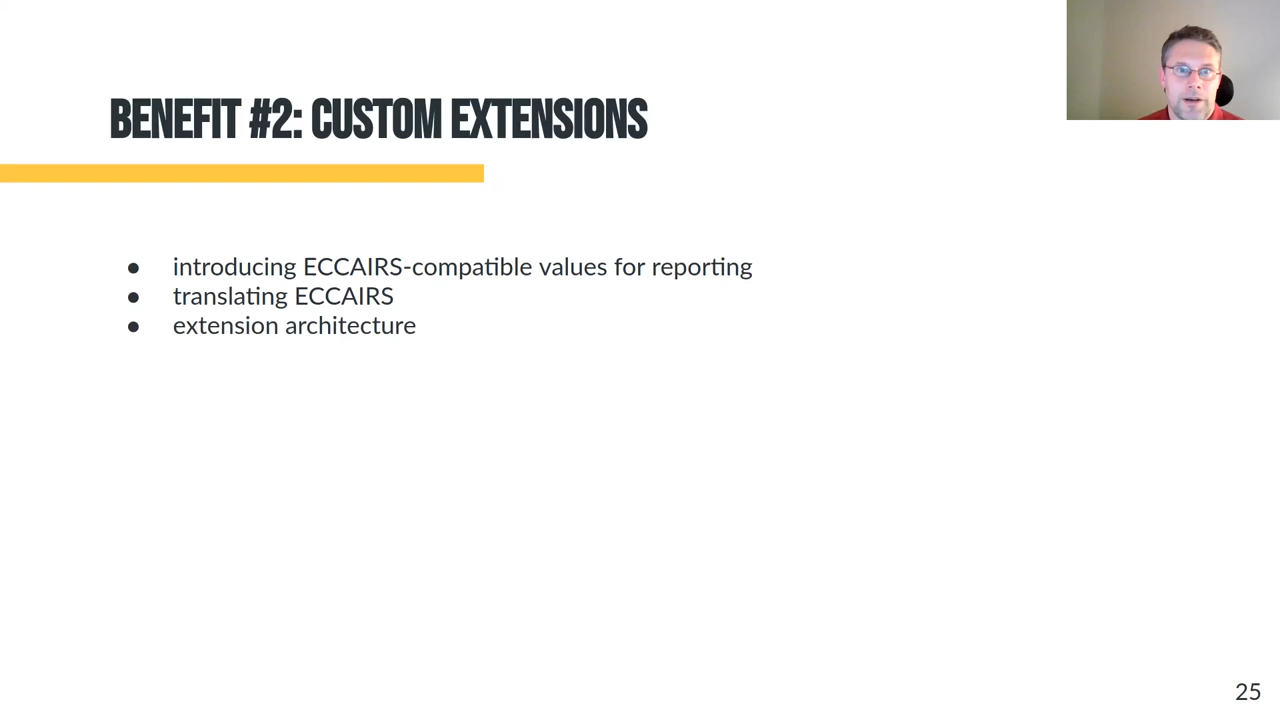 BENEFIT #2: CUSTOM EXTENSIONS
● introducing ECCAIRS-compatible values for reporting
● translating ECCAIRS
● extension architecture
25